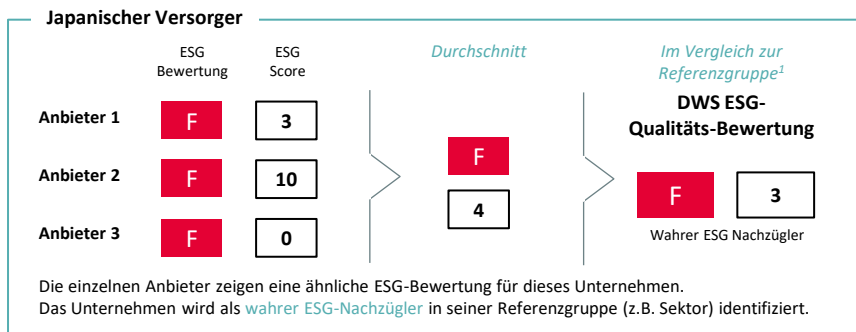 Japanischer Versorger
ESG Bewertung
ESG Score
Durchschnitt
Im Vergleich zur Referenzgruppe¹
DWS ESG-Qualitäts-Bewertung
Anbieter 1 F 3
Anbieter 2 F 10
Anbieter 3 F 0
F
4
F 3
Wahrer ESG Nachzügler
Die einzelnen Anbieter zeigen eine ähnliche ESG-Bewertung für dieses Unternehmen.
Das Unternehmen wird als wahrer ESG-Nachzügler in seiner Referenzgruppe (z.B. Sektor) identifiziert.